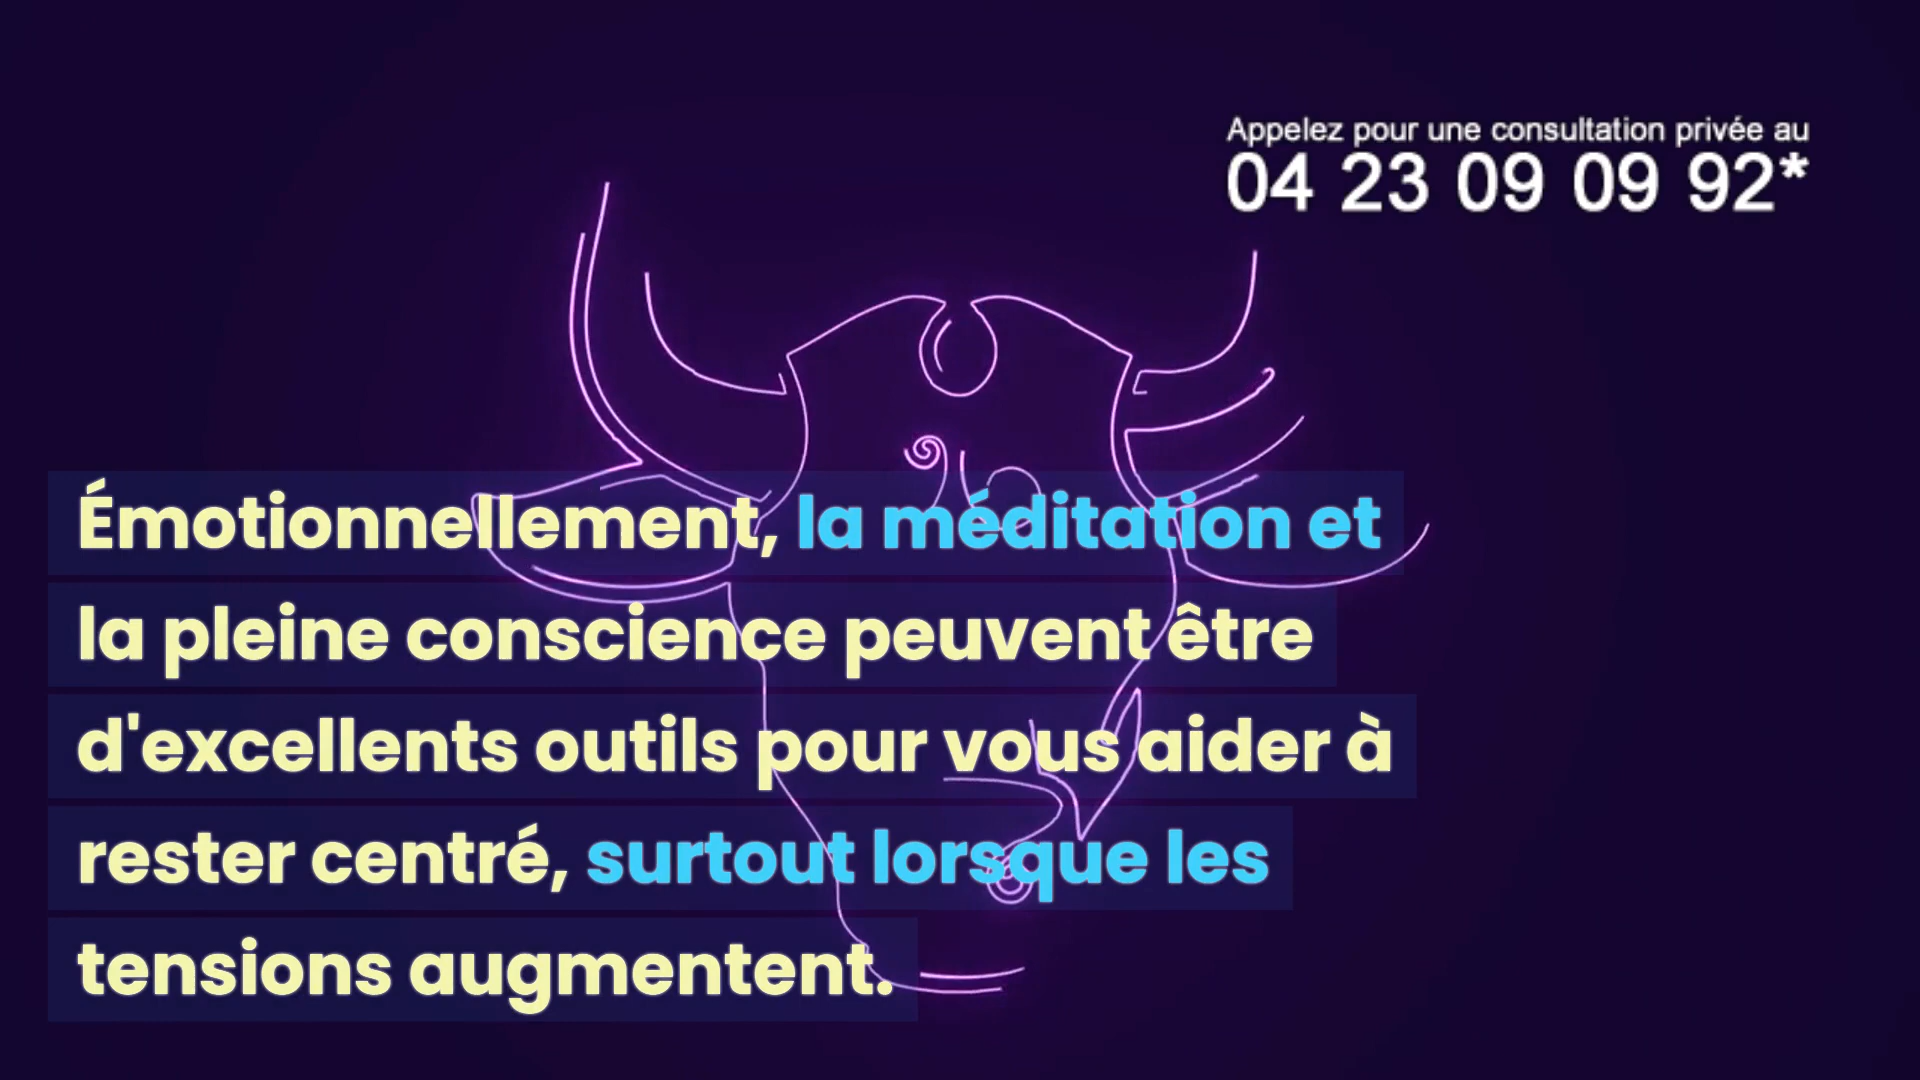 Appelez pour une consultation privée au
04 23 09 09 92*
Émotionnellement, la méditation et
la pleine conscience peuvent être
d'excellents outils pour vous aider à
rester centré, surtout lorsque les
tensions augmentent.